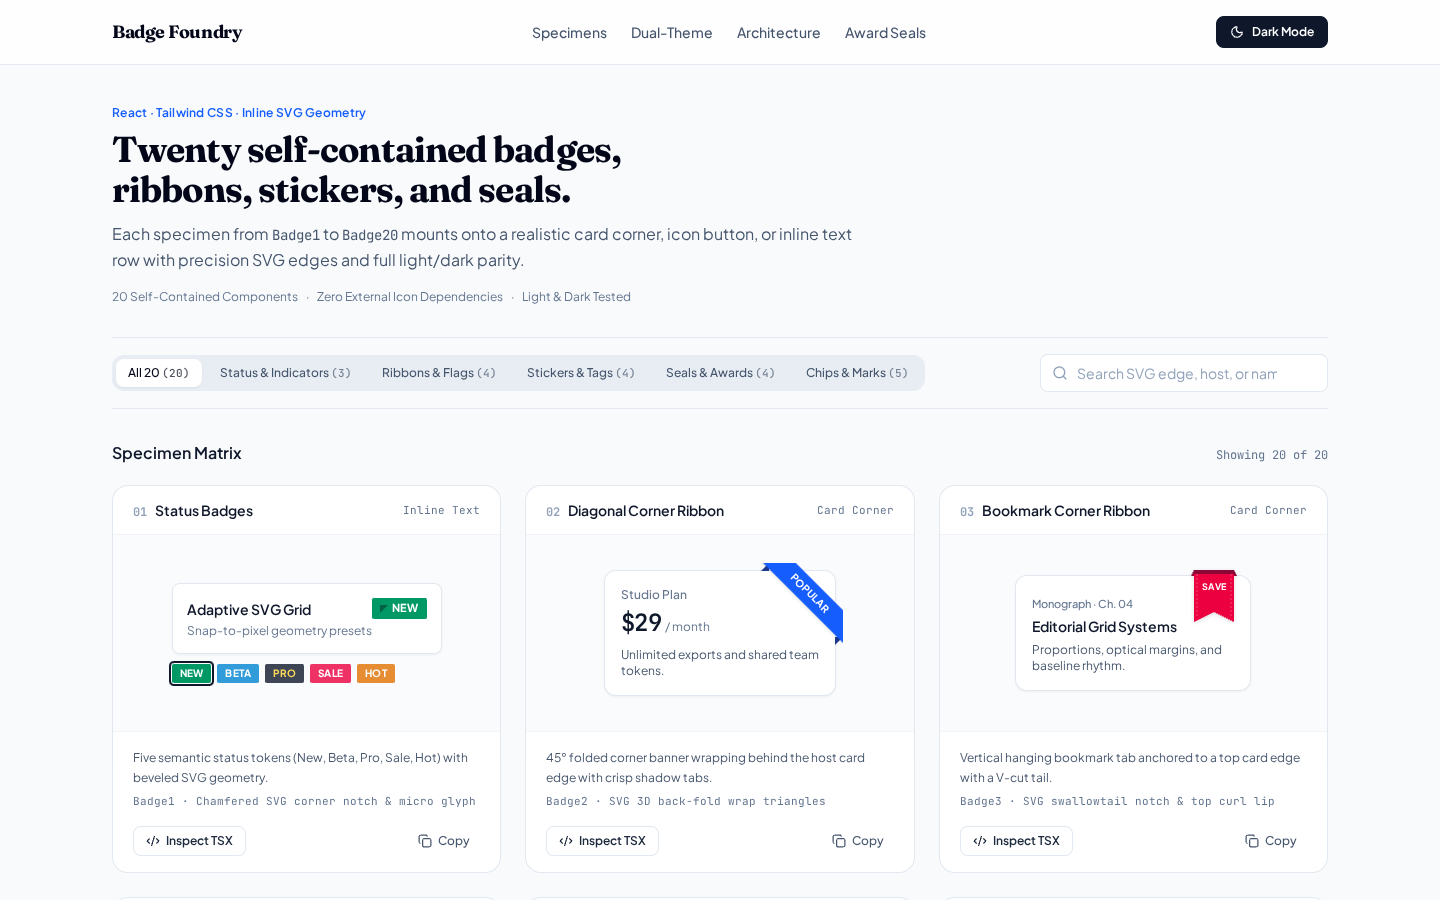 Badge Foundry
Specimens
Dual-Theme
Architecture
Award Seals
Dark Mode
React · Tailwind CSS · Inline SVG Geometry
Twenty self-contained badges,
ribbons, stickers, and seals.
Each specimen from Badge1 to Badge20 mounts onto a realistic card corner, icon button, or inline text
row with precision SVG edges and full light/dark parity.
20 Self-Contained Components · Zero External Icon Dependencies · Light & Dark Tested
All 20 (20)
Status & Indicators (3)
Ribbons & Flags (4)
Stickers & Tags (4)
Seals & Awards (4)
Chips & Marks (5)
Search SVG edge, host, or nam
Specimen Matrix
Showing 20 of 20
01 Status Badges
Inline Text
Adaptive SVG Grid
NEW
Snap-to-pixel geometry presets
NEW
BETA
PRO
SALE
HOT
Five semantic status tokens (New, Beta, Pro, Sale, Hot) with
beveled SVG geometry.
Badge1 · Chamfered SVG corner notch & micro glyph
Inspect TSX
Copy
02 Diagonal Corner Ribbon
Card Corner
POPULAR
Studio Plan
$29 / month
Unlimited exports and shared team
tokens.
45° folded corner banner wrapping behind the host card
edge with crisp shadow tabs.
Badge2 · SVG 3D back-fold wrap triangles
Inspect TSX
Copy
03 Bookmark Corner Ribbon
Card Corner
SAVE
Monograph · Ch. 04
Editorial Grid Systems
Proportions, optical margins, and
baseline rhythm.
Vertical hanging bookmark tab anchored to a top card edge
with a V-cut tail.
Badge3 · SVG swallowtail notch & top curl lip
Inspect TSX
Copy